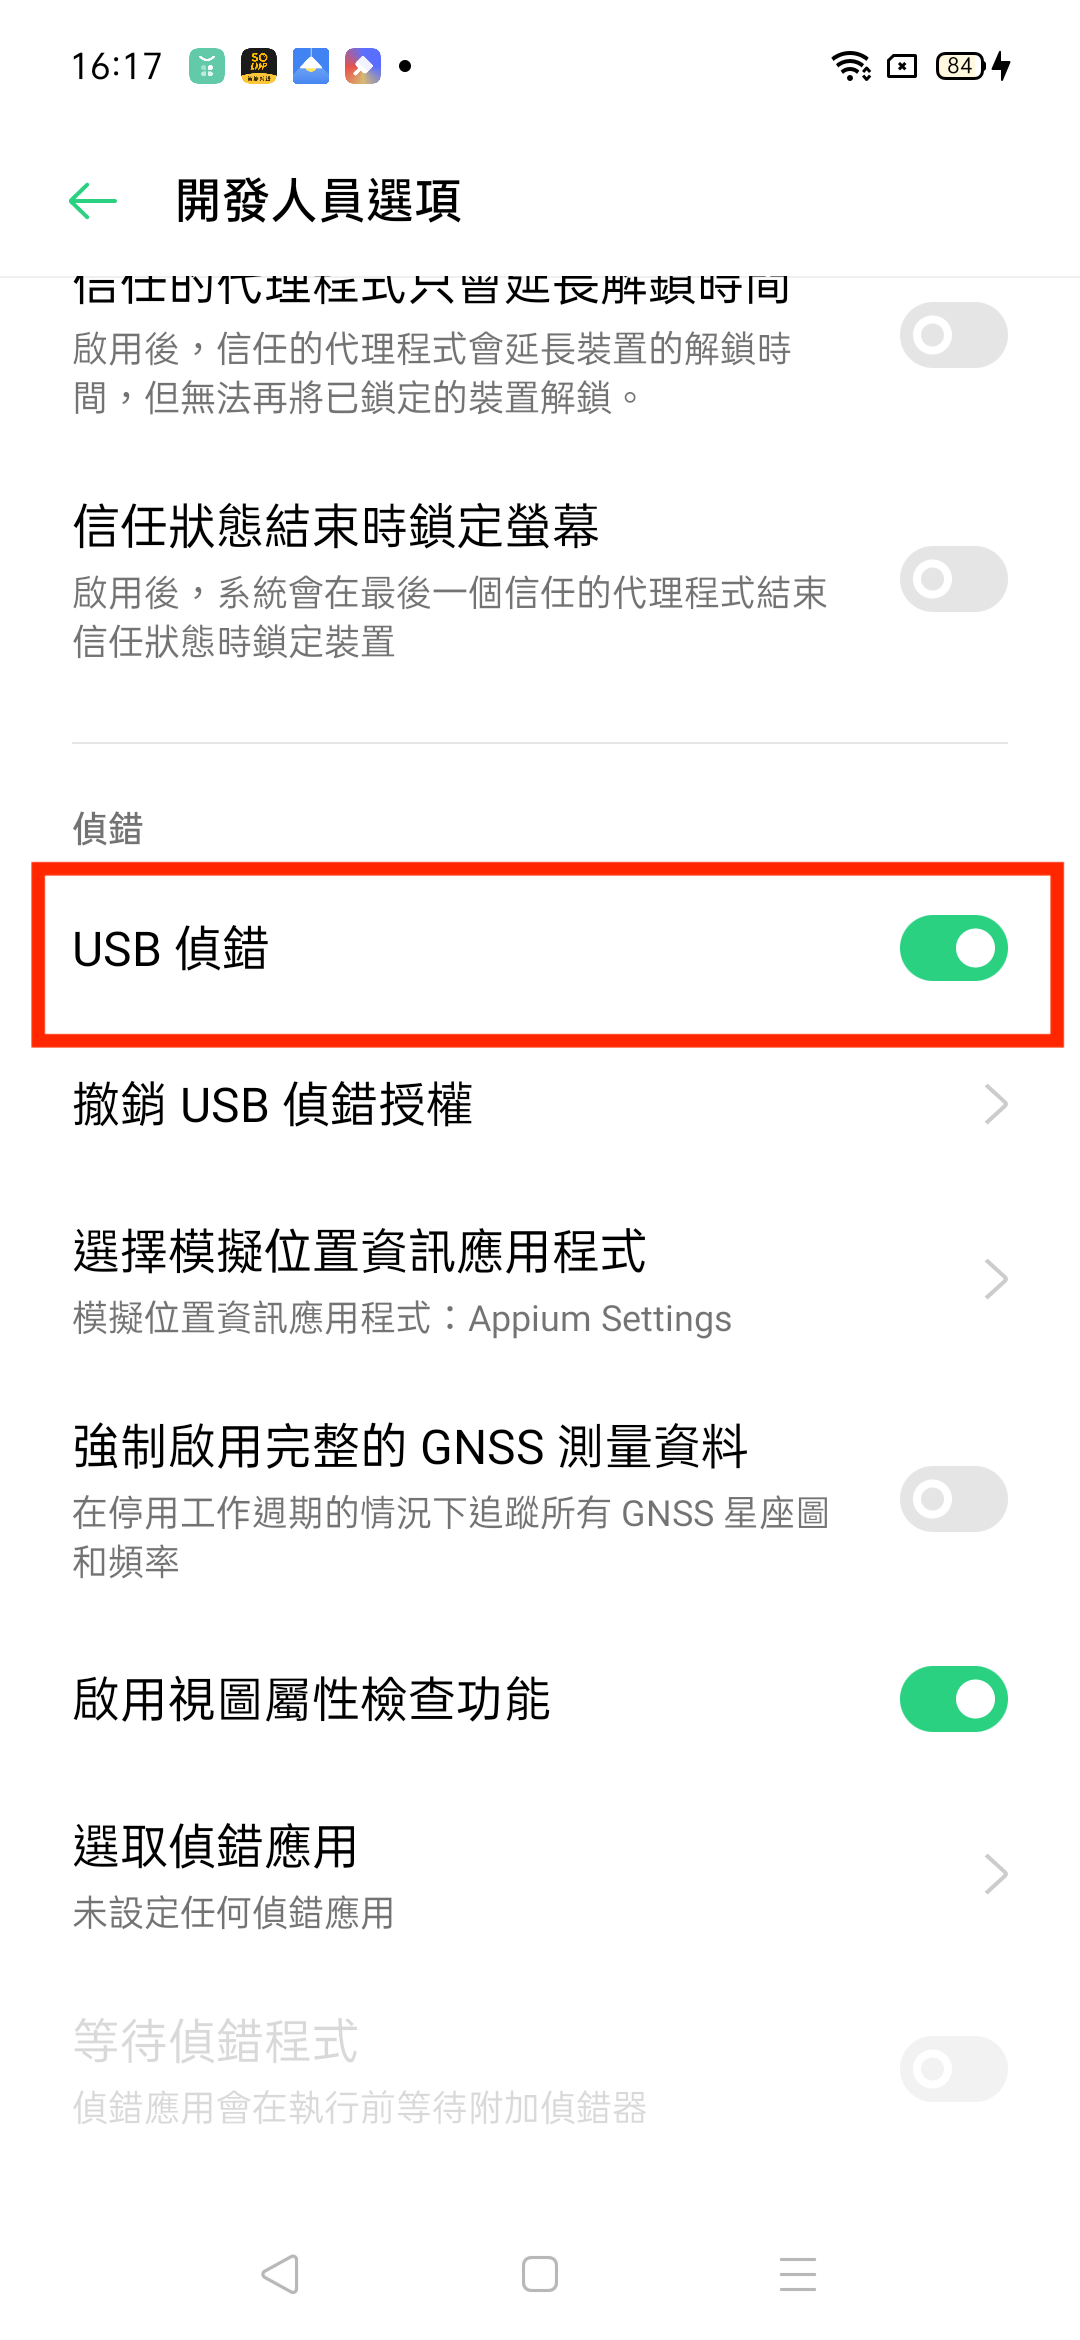 16:17
84
開發人員選項
信任的代理程式只會延長解鎖時間
啟用後，信任的代理程式會延長裝置的解鎖時
間，但無法再將已鎖定的裝置解鎖。
信任狀態結束時鎖定螢幕
啟用後，系統會在最後一個信任的代理程式結束
信任狀態時鎖定裝置
偵錯
USB 偵錯
撤銷 USB 偵錯授權
選擇模擬位置資訊應用程式
模擬位置資訊應用程式：Appium Settings
強制啟用完整的 GNSS 測量資料
在停用工作週期的情況下追蹤所有 GNSS 星座圖
和頻率
啟用視圖屬性檢查功能
選取偵錯應用
未設定任何偵錯應用
等待偵錯程式
偵錯應用會在執行前等待附加偵錯器